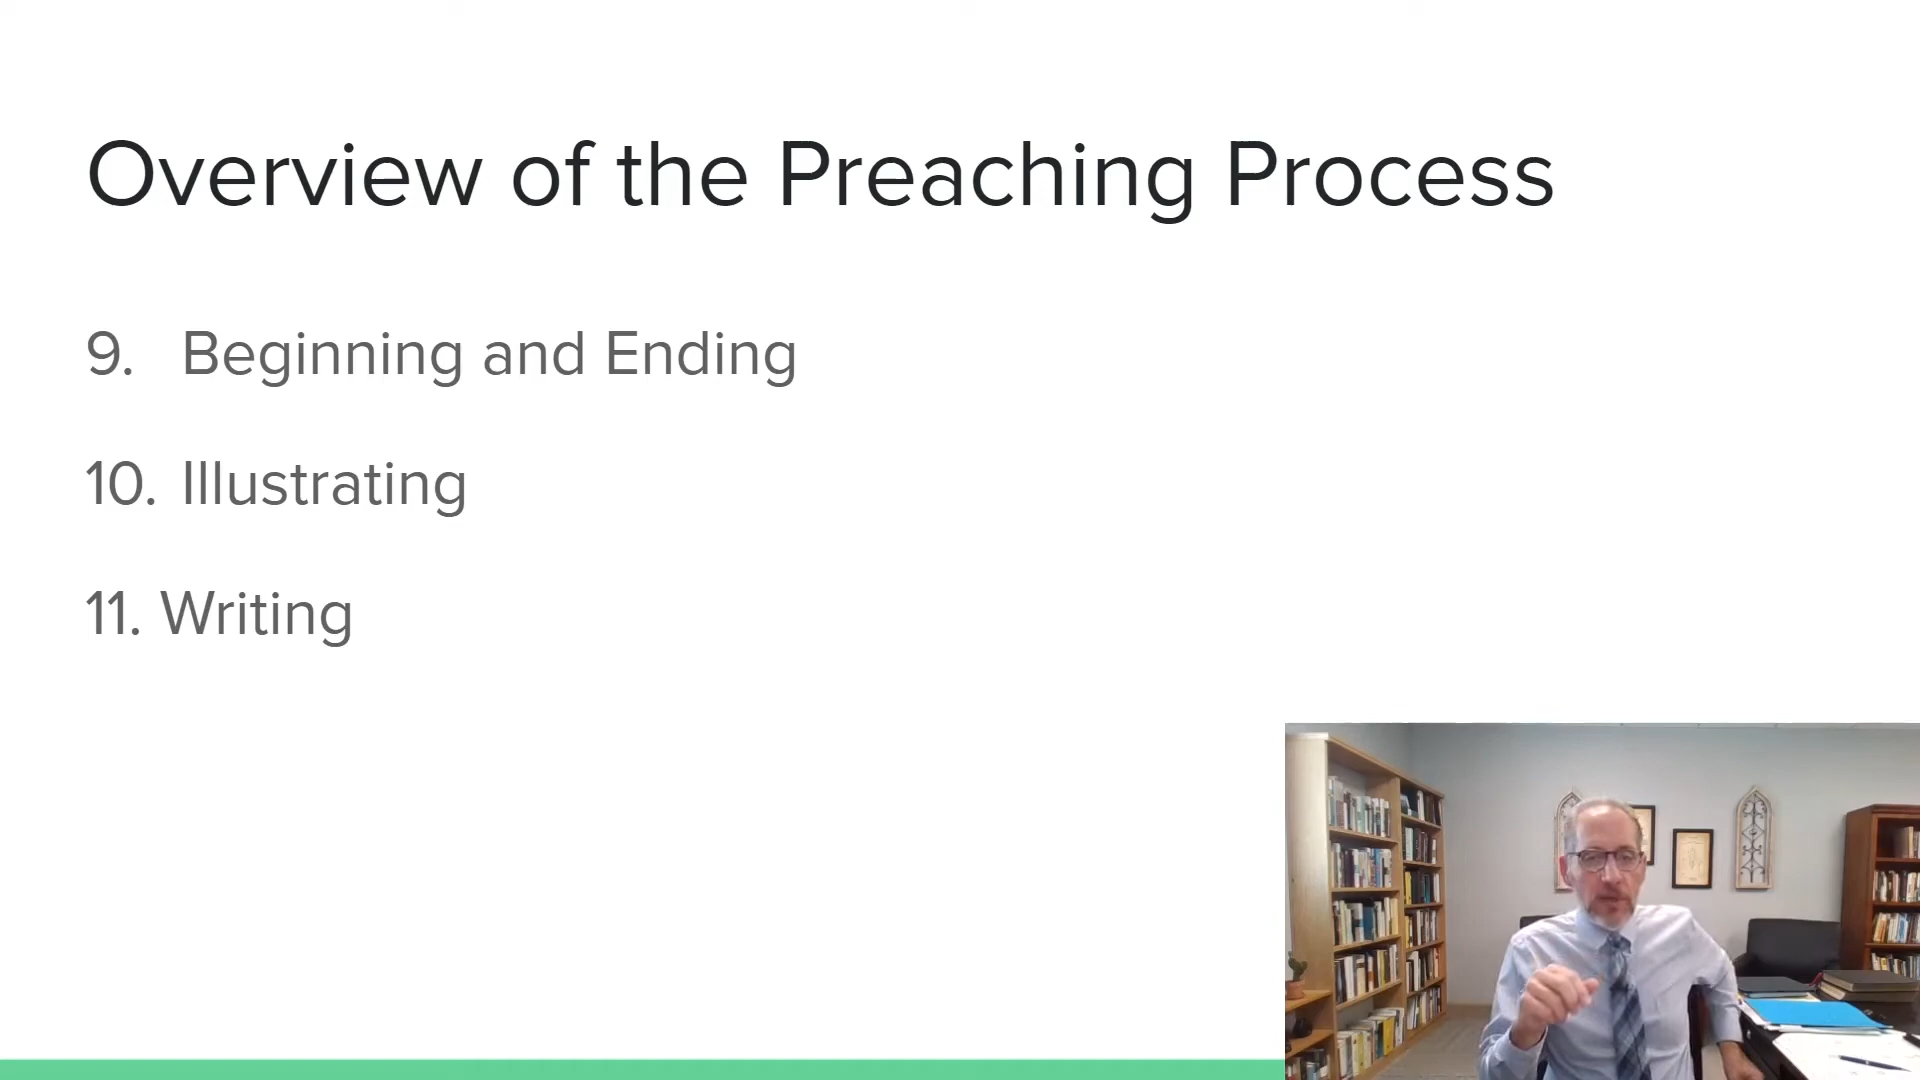 Overview of the Preaching Process
9. Beginning and Ending
10. Illustrating
11. Writing